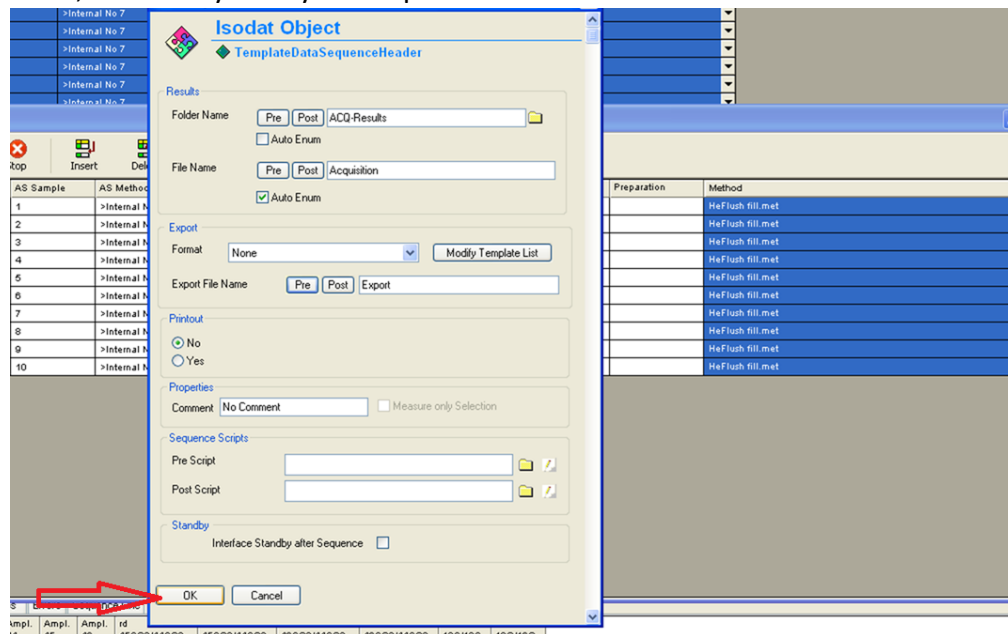 >Internal No 7
>Internal No 7
>Internal No 7
>Internal No 7
>Internal No 7
Isodat Object
TemplateDataSequenceHeader
Results
Folder Name Pre Post ACQ-Results
Auto Enum
File Name Pre Post Acquisition
Auto Enum
Export
Format None Modify Template List
Export File Name Pre Post Export
Printout
No
Yes
Properties
Comment No Comment Measure only Selection
Sequence Scripts
Pre Script
Post Script
Standby
Interface Standby after Sequence
OK Cancel
Stop Insert
AS Sample AS Method Preparation Method
1 >Internal N HeFlush fill.met
2 >Internal N HeFlush fill.met
3 >Internal N HeFlush fill.met
4 >Internal N HeFlush fill.met
5 >Internal N HeFlush fill.met
6 >Internal N HeFlush fill.met
7 >Internal N HeFlush fill.met
8 >Internal N HeFlush fill.met
9 >Internal N HeFlush fill.met
10 >Internal N HeFlush fill.met
Ampl. Ampl. Ampl. rd